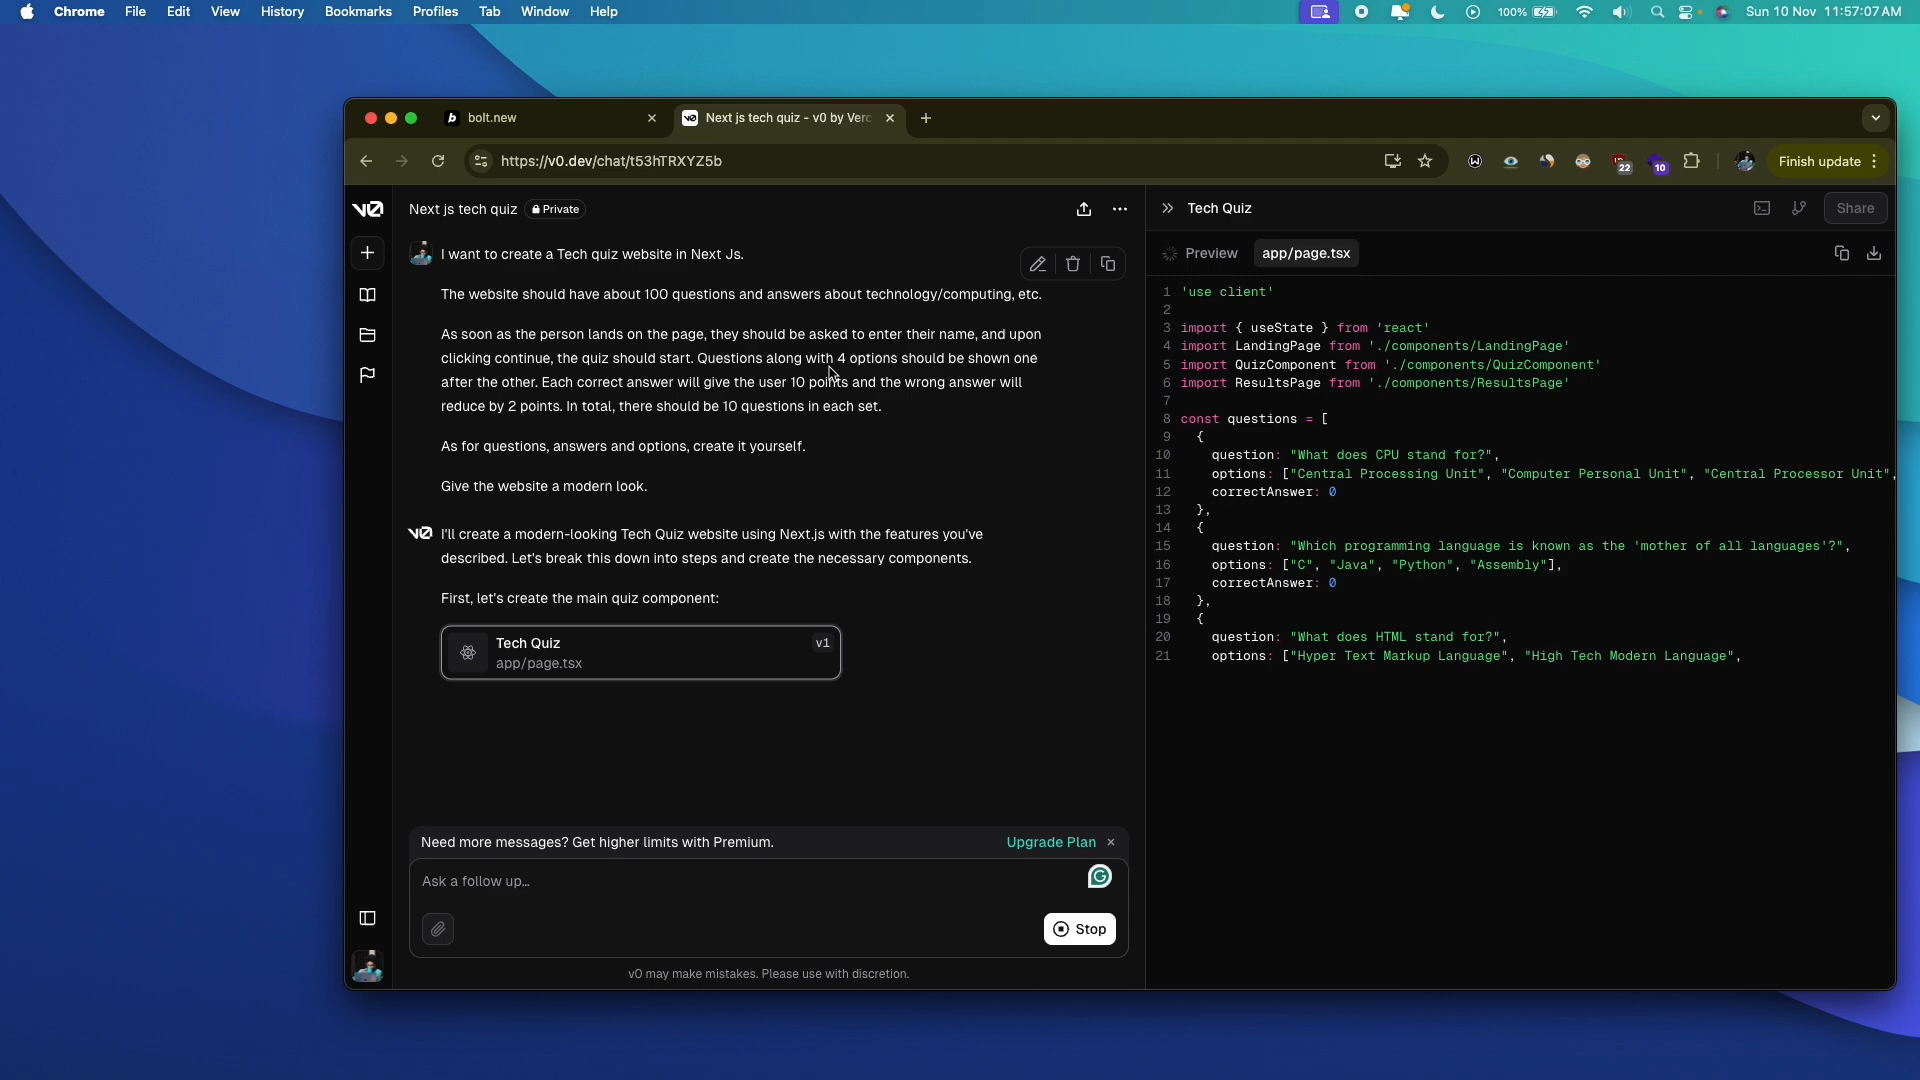 Chrome File Edit View History Bookmarks Profiles Tab Window Help 100% Sun 10 Nov 11:57:07 AM
bolt.new
Next js tech quiz - v0 by Verc
https://v0.dev/chat/t53hTRXYZ5b
22
10
Finish update
v0
Next js tech quiz
Private
I want to create a Tech quiz website in Next Js.
The website should have about 100 questions and answers about technology/computing, etc.
As soon as the person lands on the page, they should be asked to enter their name, and upon
clicking continue, the quiz should start. Questions along with 4 options should be shown one
after the other. Each correct answer will give the user 10 points and the wrong answer will
reduce by 2 points. In total, there should be 10 questions in each set.
As for questions, answers and options, create it yourself.
Give the website a modern look.
v0
I'll create a modern-looking Tech Quiz website using Next.js with the features you've
described. Let's break this down into steps and create the necessary components.
First, let's create the main quiz component:
Tech Quiz
v1
app/page.tsx
Need more messages? Get higher limits with Premium.
Upgrade Plan
Ask a follow up...
Stop
v0 may make mistakes. Please use with discretion.
Tech Quiz
Share
Preview
app/page.tsx
1 'use client'
2
3 import { useState } from 'react'
4 import LandingPage from './components/LandingPage'
5 import QuizComponent from './components/QuizComponent'
6 import ResultsPage from './components/ResultsPage'
7
8 const questions = [
9 {
10 question: "What does CPU stand for?",
11 options: ["Central Processing Unit", "Computer Personal Unit", "Central Processor Unit",
12 correctAnswer: 0
13 },
14 {
15 question: "Which programming language is known as the 'mother of all languages'?",
16 options: ["C", "Java", "Python", "Assembly"],
17 correctAnswer: 0
18 },
19 {
20 question: "What does HTML stand for?",
21 options: ["Hyper Text Markup Language", "High Tech Modern Language",